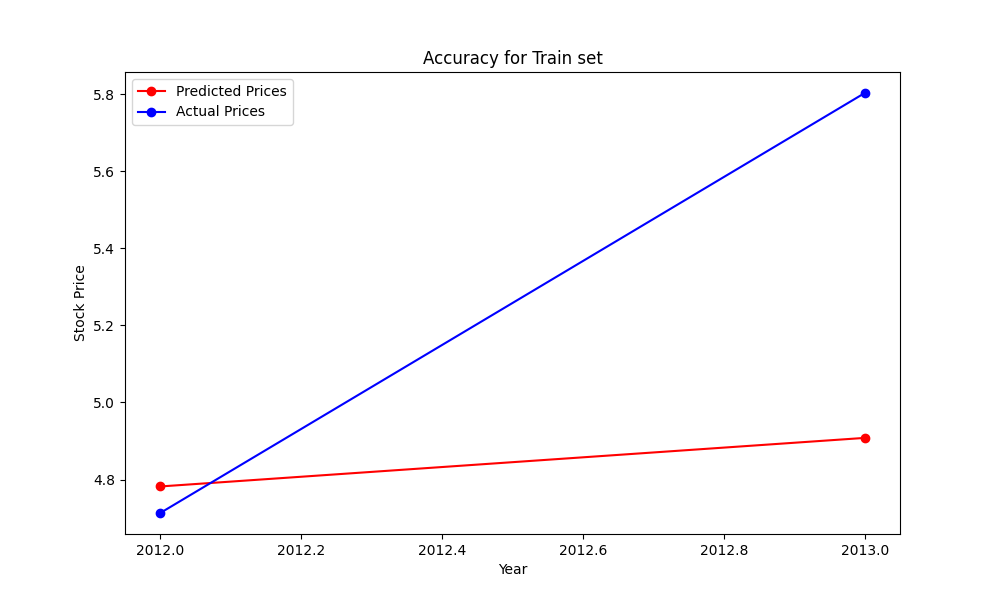 Accuracy for Train set
Predicted Prices
Actual Prices
5.8
5.6
5.4
5.2
5.0
4.8
Stock Price
2012.0 2012.2 2012.4 2012.6 2012.8 2013.0
Year